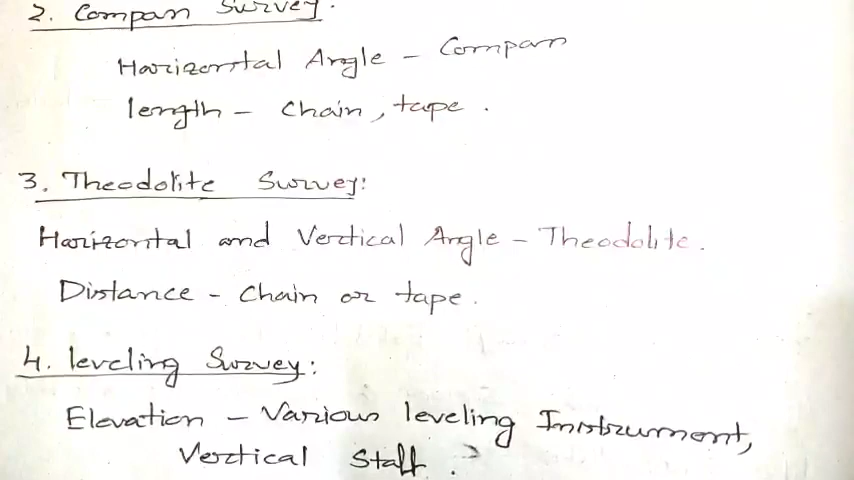 2. Compass Survey.
Horizontal Angle - Compass
length - Chain, tape.
3. Theodolite Survey:
Horizontal and Vertical Angle - Theodolite.
Distance - Chain or tape.
4. leveling Survey:
Elevation - Various leveling Instrument,
Vertical Staff.